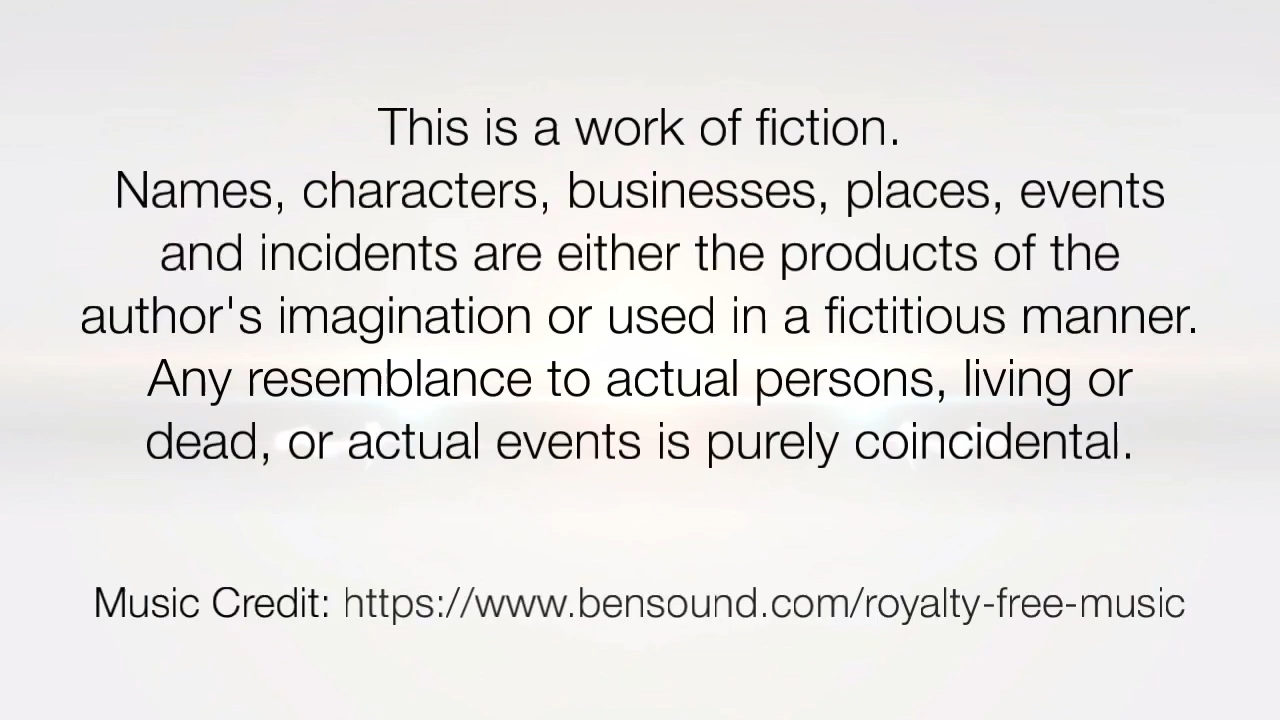 This is a work of fiction.
Names, characters, businesses, places, events
and incidents are either the products of the
author's imagination or used in a fictitious manner.
Any resemblance to actual persons, living or
dead, or actual events is purely coincidental.
Music Credit: https://www.bensound.com/royalty-free-music